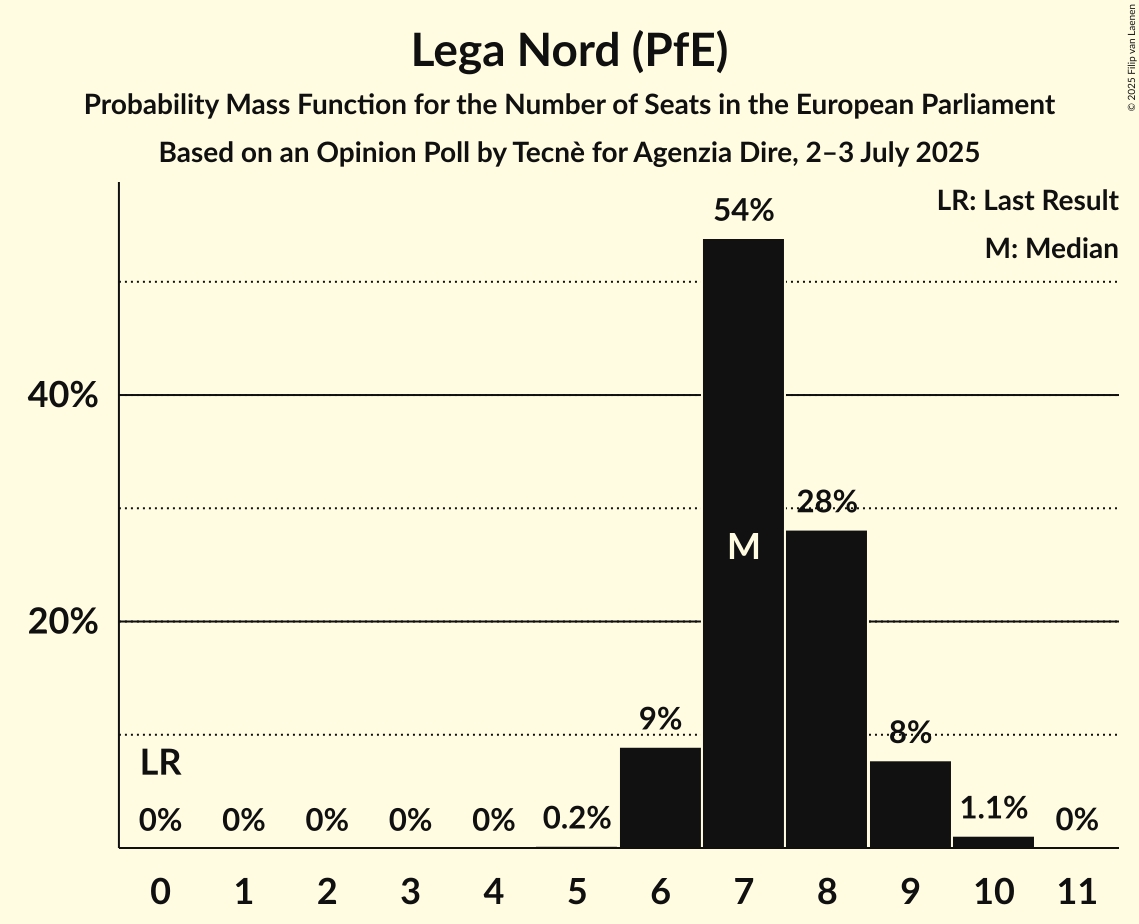 Lega Nord (PfE)
Probability Mass Function for the Number of Seats in the European Parliament
Based on an Opinion Poll by Tecnè for Agenzia Dire, 2–3 July 2025
© 2025 Filip van Laenen
LR: Last Result
M: Median
54%
40%
28%
M
20%
9%
8%
LR
0% 0% 0% 0% 0% 0.2% 1.1% 0%
0 1 2 3 4 5 6 7 8 9 10 11